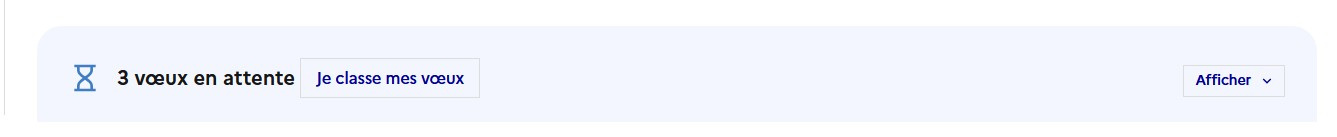 3 vœux en attente Je classe mes vœux Afficher